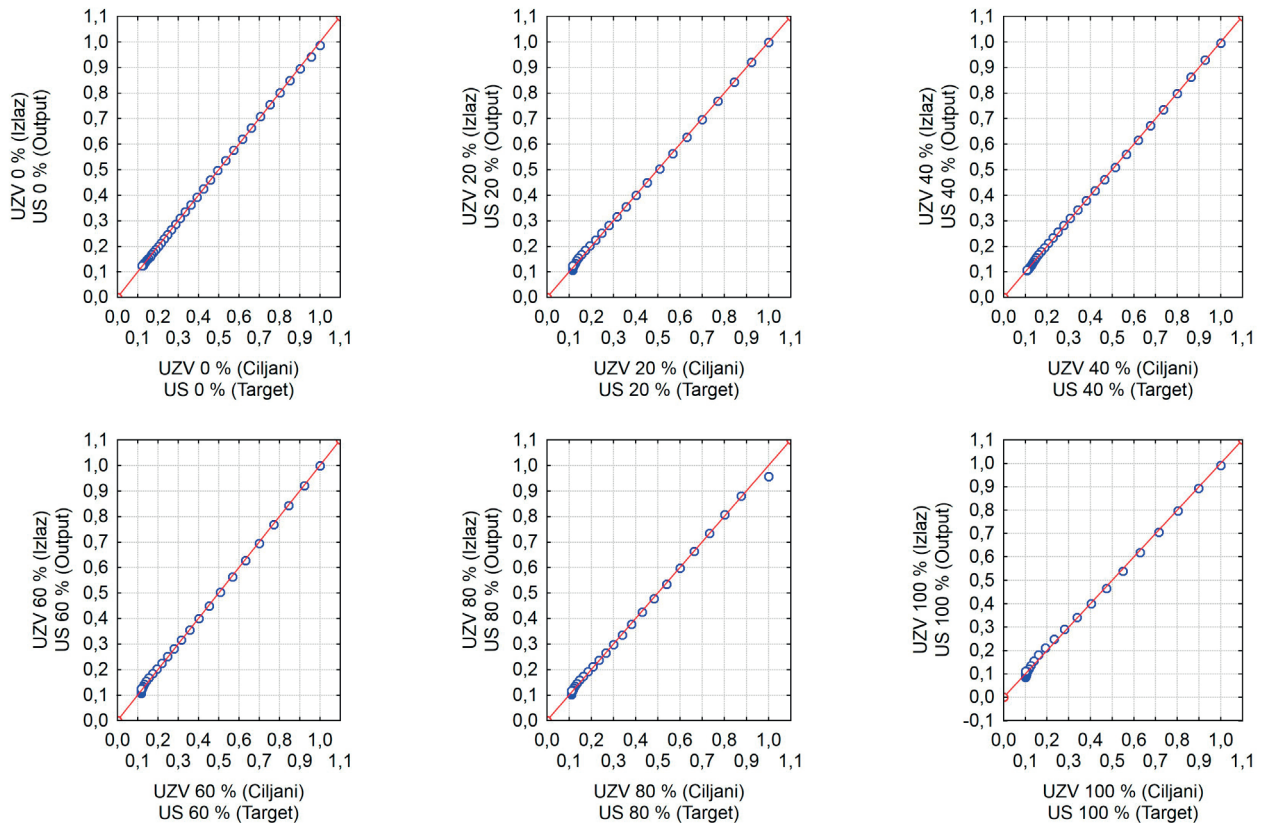 UZV 0 % (Izlaz)
US 0 % (Output)
1,1
1,0
0,9
0,8
0,7
0,6
0,5
0,4
0,3
0,2
0,1
0,0
0,0 0,2 0,4 0,6 0,8 1,0
0,1 0,3 0,5 0,7 0,9 1,1
UZV 0 % (Ciljani)
US 0 % (Target)
UZV 20 % (Izlaz)
US 20 % (Output)
1,1
1,0
0,9
0,8
0,7
0,6
0,5
0,4
0,3
0,2
0,1
0,0
0,0 0,2 0,4 0,6 0,8 1,0
0,1 0,3 0,5 0,7 0,9 1,1
UZV 20 % (Ciljani)
US 20 % (Target)
UZV 40 % (Izlaz)
US 40 % (Output)
1,1
1,0
0,9
0,8
0,7
0,6
0,5
0,4
0,3
0,2
0,1
0,0
0,0 0,2 0,4 0,6 0,8 1,0
0,1 0,3 0,5 0,7 0,9 1,1
UZV 40 % (Ciljani)
US 40 % (Target)
UZV 60 % (Izlaz)
US 60 % (Output)
1,1
1,0
0,9
0,8
0,7
0,6
0,5
0,4
0,3
0,2
0,1
0,0
0,0 0,2 0,4 0,6 0,8 1,0
0,1 0,3 0,5 0,7 0,9 1,1
UZV 60 % (Ciljani)
US 60 % (Target)
UZV 80 % (Izlaz)
US 80 % (Output)
1,1
1,0
0,9
0,8
0,7
0,6
0,5
0,4
0,3
0,2
0,1
0,0
0,0 0,2 0,4 0,6 0,8 1,0
0,1 0,3 0,5 0,7 0,9 1,1
UZV 80 % (Ciljani)
US 80 % (Target)
UZV 100 % (Izlaz)
US 100 % (Output)
1,1
1,0
0,9
0,8
0,7
0,6
0,5
0,4
0,3
0,2
0,1
0,0
-0,1
0,0 0,2 0,4 0,6 0,8 1,0
0,1 0,3 0,5 0,7 0,9 1,1
UZV 100 % (Ciljani)
US 100 % (Target)